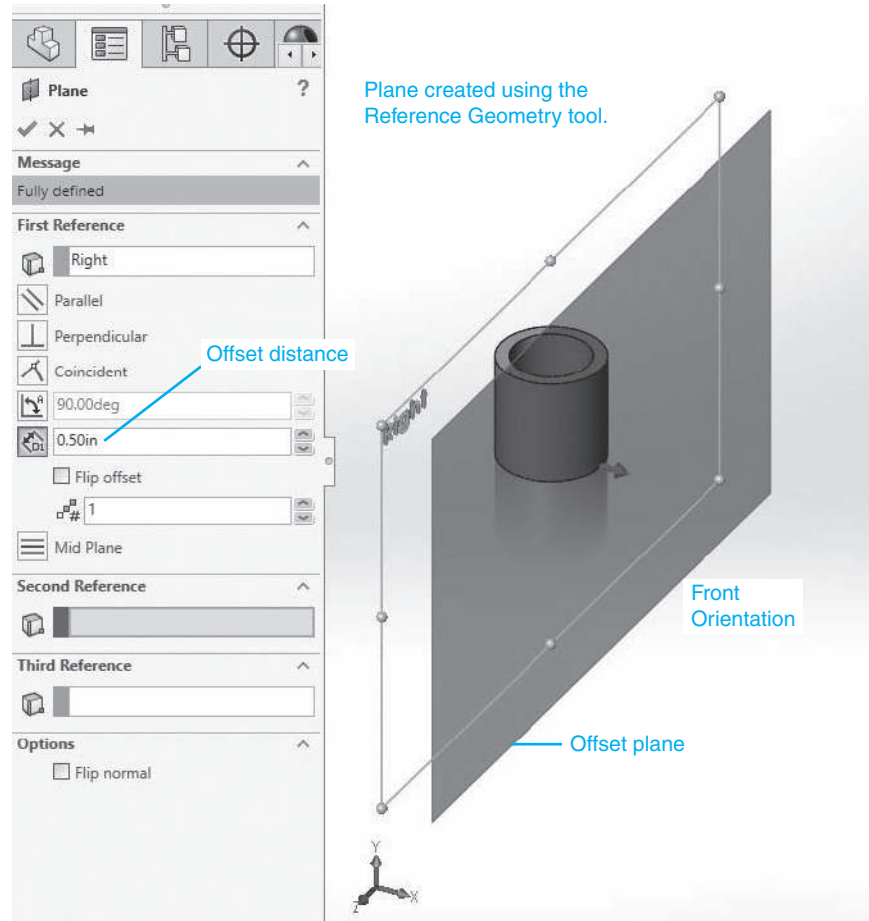 Plane
?
Message
Fully defined
First Reference
Right
Parallel
Perpendicular
Coincident
A
90.00deg
D1
0.50in
Flip offset
#
1
Mid Plane
Second Reference
Third Reference
Options
Flip normal
Offset distance
Plane created using the
Reference Geometry tool.
Right
Front
Orientation
Offset plane
Y
X
Z